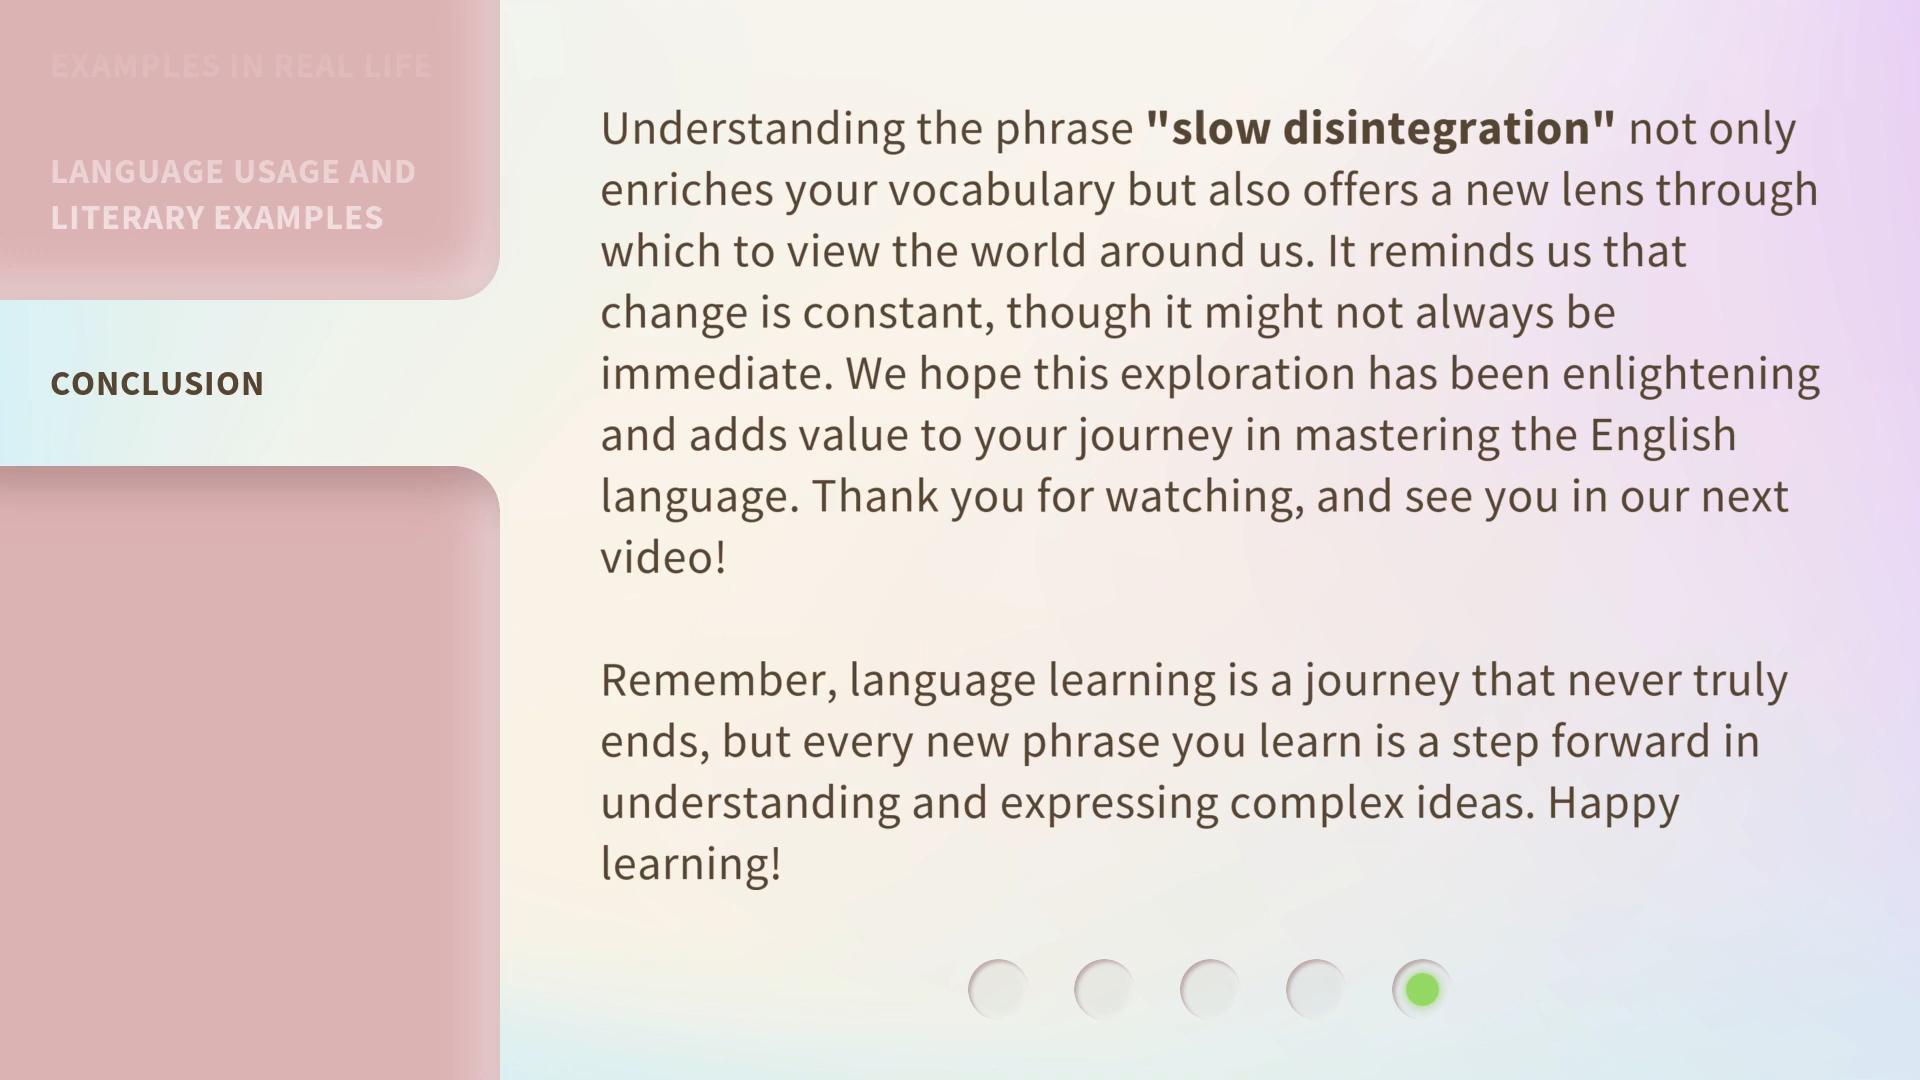 EXAMPLES IN REAL LIFE
LANGUAGE USAGE AND
LITERARY EXAMPLES
CONCLUSION
Understanding the phrase "slow disintegration" not only
enriches your vocabulary but also offers a new lens through
which to view the world around us. It reminds us that
change is constant, though it might not always be
immediate. We hope this exploration has been enlightening
and adds value to your journey in mastering the English
language. Thank you for watching, and see you in our next
video!
Remember, language learning is a journey that never truly
ends, but every new phrase you learn is a step forward in
understanding and expressing complex ideas. Happy
learning!